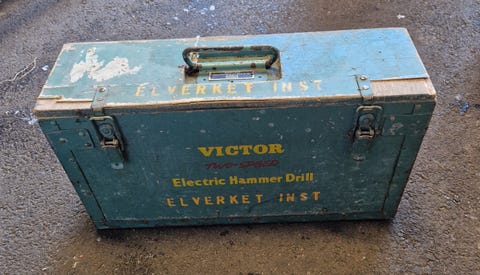 ELVERKET INST
VICTOR
TWO-SPEED
Electric Hammer Drill
ELVERKET INST